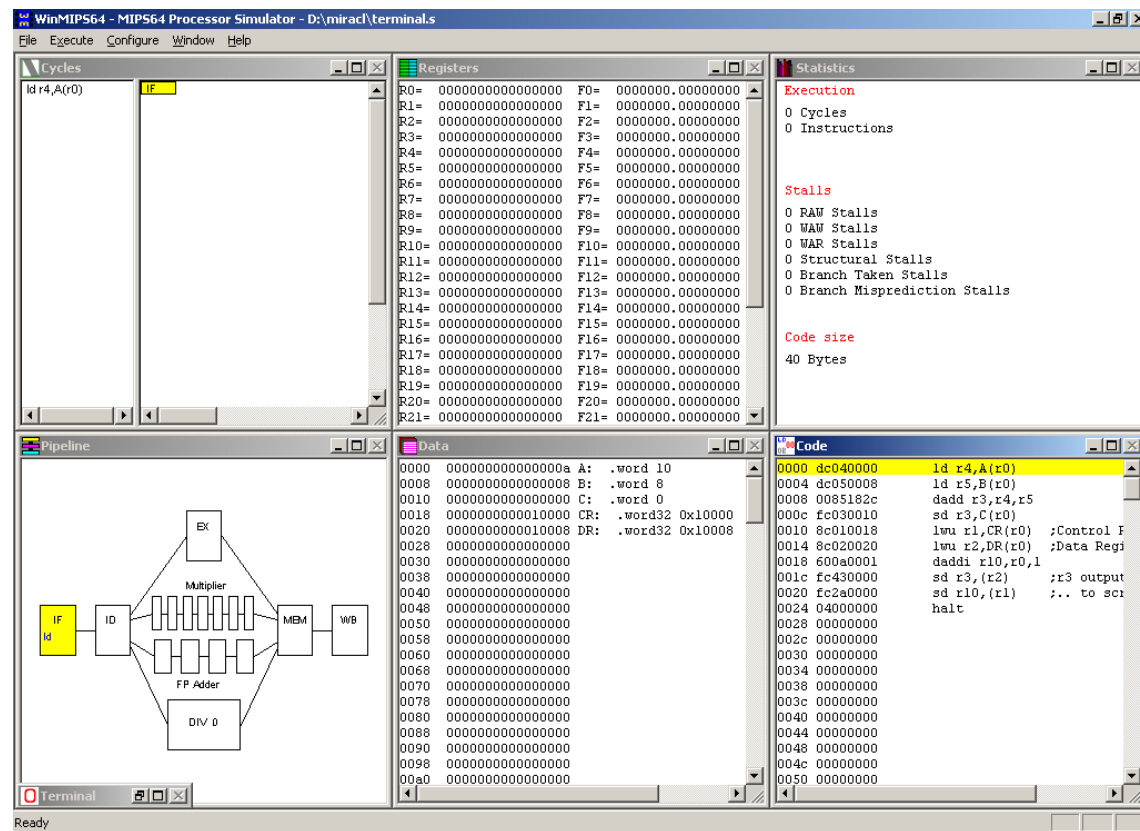 WinMIPS64 - MIPS64 Processor Simulator - D:\miracl\terminal.s
File Execute Configure Window Help
Cycles
ld r4,A(r0)
IF
Registers
R0= 0000000000000000 F0= 0000000.00000000
R1= 0000000000000000 F1= 0000000.00000000
R2= 0000000000000000 F2= 0000000.00000000
R3= 0000000000000000 F3= 0000000.00000000
R4= 0000000000000000 F4= 0000000.00000000
R5= 0000000000000000 F5= 0000000.00000000
R6= 0000000000000000 F6= 0000000.00000000
R7= 0000000000000000 F7= 0000000.00000000
R8= 0000000000000000 F8= 0000000.00000000
R9= 0000000000000000 F9= 0000000.00000000
R10= 0000000000000000 F10= 0000000.00000000
R11= 0000000000000000 F11= 0000000.00000000
R12= 0000000000000000 F12= 0000000.00000000
R13= 0000000000000000 F13= 0000000.00000000
R14= 0000000000000000 F14= 0000000.00000000
R15= 0000000000000000 F15= 0000000.00000000
R16= 0000000000000000 F16= 0000000.00000000
R17= 0000000000000000 F17= 0000000.00000000
R18= 0000000000000000 F18= 0000000.00000000
R19= 0000000000000000 F19= 0000000.00000000
R20= 0000000000000000 F20= 0000000.00000000
R21= 0000000000000000 F21= 0000000.00000000
Statistics
Execution
0 Cycles
0 Instructions
Stalls
0 RAW Stalls
0 WAW Stalls
0 WAR Stalls
0 Structural Stalls
0 Branch Taken Stalls
0 Branch Misprediction Stalls
Code size
40 Bytes
Pipeline
EX
Multiplier
IF
ld
ID
MEM
WB
FP Adder
DIV 0
Terminal
Data
0000 000000000000000a A: .word 10
0008 0000000000000008 B: .word 8
0010 0000000000000000 C: .word 0
0018 0000000000010000 CR: .word32 0x10000
0020 0000000000010008 DR: .word32 0x10008
0028 0000000000000000
0030 0000000000000000
0038 0000000000000000
0040 0000000000000000
0048 0000000000000000
0050 0000000000000000
0058 0000000000000000
0060 0000000000000000
0068 0000000000000000
0070 0000000000000000
0078 0000000000000000
0080 0000000000000000
0088 0000000000000000
0090 0000000000000000
0098 0000000000000000
00a0 0000000000000000
Code
0000 dc040000 ld r4,A(r0)
0004 dc050008 ld r5,B(r0)
0008 0085182c dadd r3,r4,r5
000c fc030010 sd r3,C(r0)
0010 8c010018 lwu r1,CR(r0) ;Control
0014 8c020020 lwu r2,DR(r0) ;Data Regi
0018 600a0001 daddi r10,r0,1
001c fc430000 sd r3,(r2) ;r3 output
0020 fc2a0000 sd r10,(r1) ;.. to scr
0024 04000000 halt
0028 00000000
002c 00000000
0030 00000000
0034 00000000
0038 00000000
003c 00000000
0040 00000000
0044 00000000
0048 00000000
004c 00000000
0050 00000000
Ready